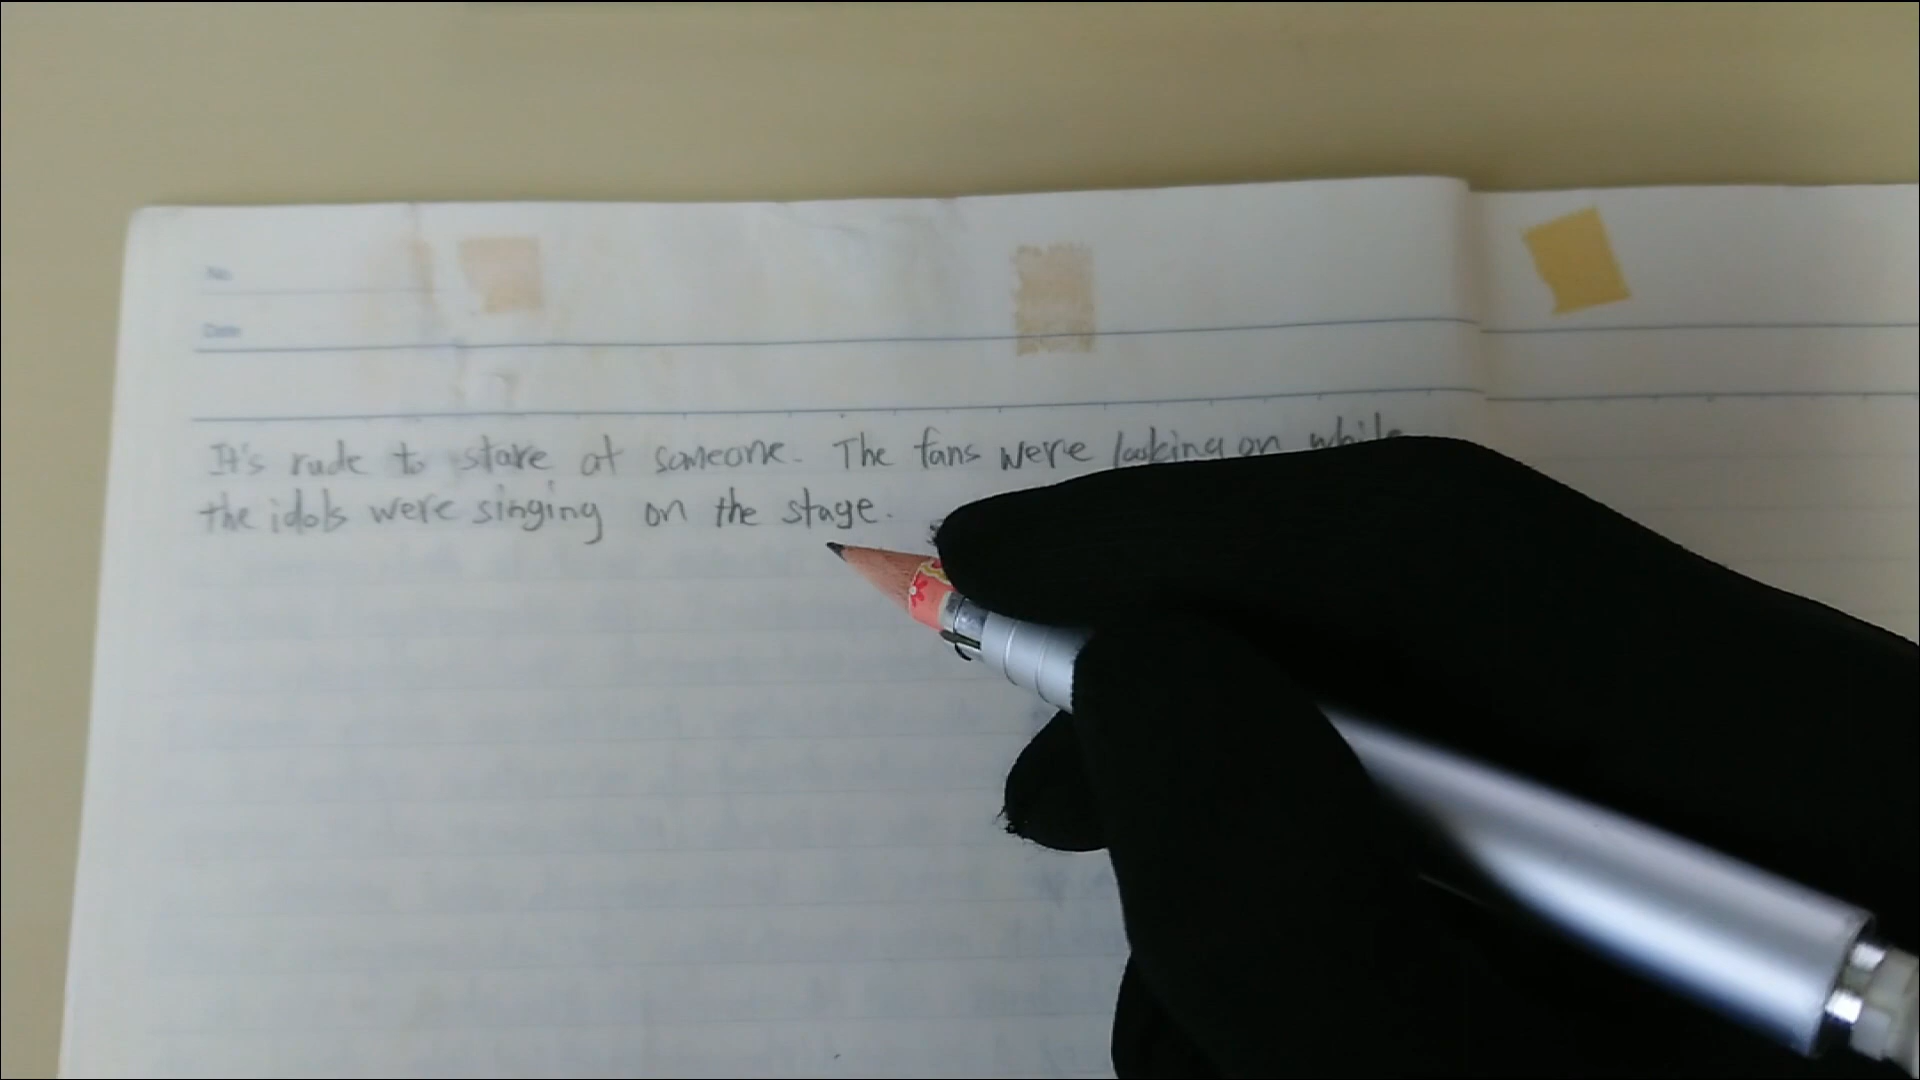 No.
Date
It's rude to stare at someone. The fans were looking on while
the idols were singing on the stage.